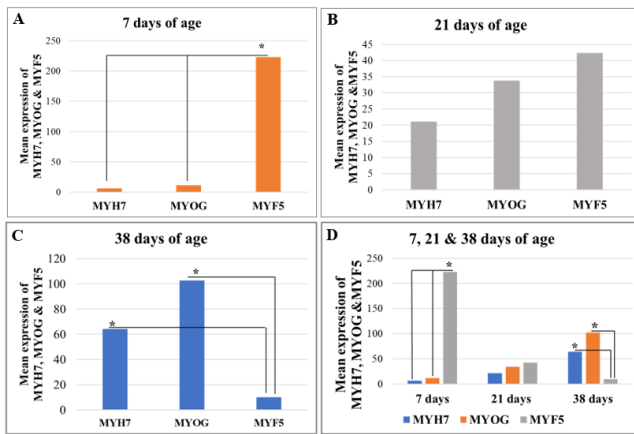 A
7 days of age
Mean expression of
MYH7, MYOG & MYF5
250
200
150
100
50
0
*
MYH7 MYOG MYF5
B
21 days of age
Mean expression of
MYH7, MYOG &MYF5
45
40
35
30
25
20
15
10
5
0
MYH7 MYOG MYF5
C
38 days of age
Mean expression of
MYH7, MYOG & MYF5
120
100
80
60
40
20
0
*
*
MYH7 MYOG MYF5
D
7, 21 & 38 days of age
Mean expression of
MYH7, MYOG &MYF5
250
200
150
100
50
0
*
*
*
7 days 21 days 38 days
MYH7 MYOG MYF5